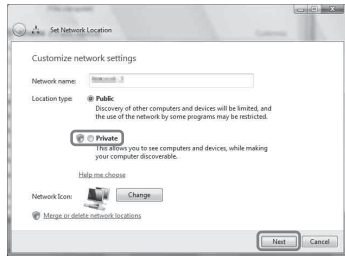 Set Network Location
Customize network settings
Network name:
Location type:
Public
Discovery of other computers and devices will be limited, and
the use of network by some programs may be restricted.
Private
This allows you to see computers and devices, while making
your computer discoverable.
Help me choose
Network Icon:
Change
Merge or delete network locations
Next
Cancel